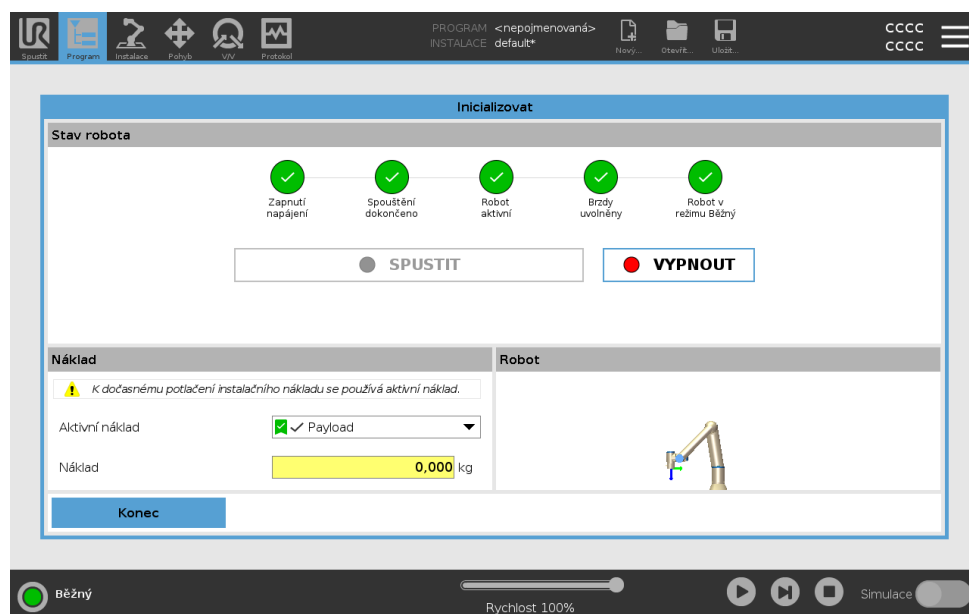 PROGRAM <nepojmenovaná>
INSTALACE default*
CCCC
CCCC
Spustit Program Instalace Pohyb V/V Protokol Nový... Otevřít... Uložit...
Inicializovat
Stav robota
Zapnutí napájení
Spouštění dokončeno
Robot aktivní
Brzdy uvolněny
Robot v režimu Běžný
SPUSTIT
VYPNOUT
Náklad
Robot
K dočasnému potlačení instalačního nákladu se používá aktivní náklad.
Aktivní náklad Payload
Náklad 0,000 kg
Konec
Běžný
Rychlost 100%
Simulace